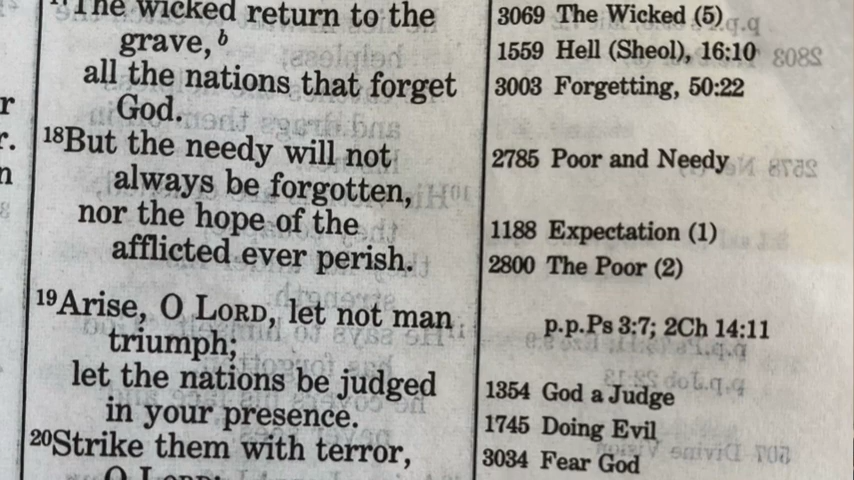 17The wicked return to the
grave,b
all the nations that forget
God.
18But the needy will not
always be forgotten,
nor the hope of the
afflicted ever perish.
19Arise, O LORD, let not man
triumph;
let the nations be judged
in your presence.
20Strike them with terror,
O LORD;
3069 The Wicked (5)
1559 Hell (Sheol), 16:10
3003 Forgetting, 50:22
2785 Poor and Needy
1188 Expectation (1)
2800 The Poor (2)
p.p.Ps 3:7; 2Ch 14:11
1354 God a Judge
1745 Doing Evil
3034 Fear God
r
r.
n